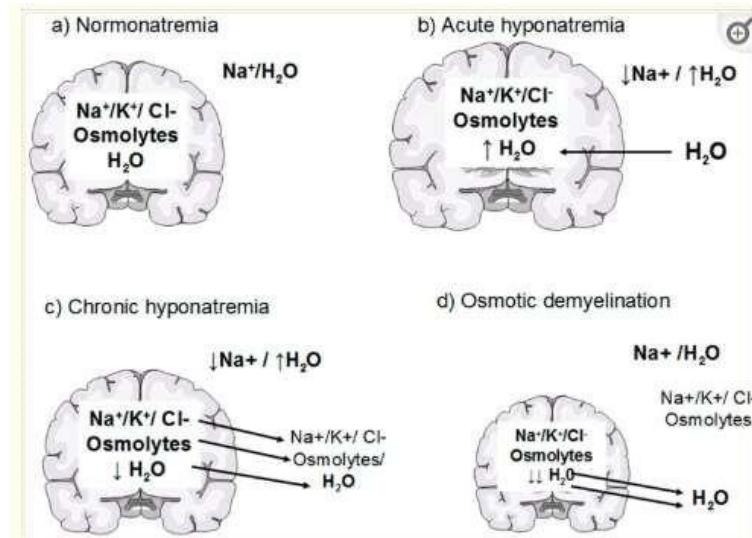 a) Normonatremia
Na⁺/H₂O
Na⁺/K⁺/ Cl-
Osmolytes
H₂O
b) Acute hyponatremia
↓Na+ / ↑H₂O
Na⁺/K⁺/Cl⁻
Osmolytes
↑ H₂O
H₂O
c) Chronic hyponatremia
↓Na+ / ↑H₂O
Na⁺/K⁺/ Cl-
Osmolytes
↓ H₂O
Na+/K+/ Cl-
Osmolytes/
H₂O
d) Osmotic demyelination
Na+ /H₂O
Na+/K+/ Cl-
Osmolytes
Na⁺/K⁺/Cl⁻
Osmolytes
↓↓ H₂0
H₂O